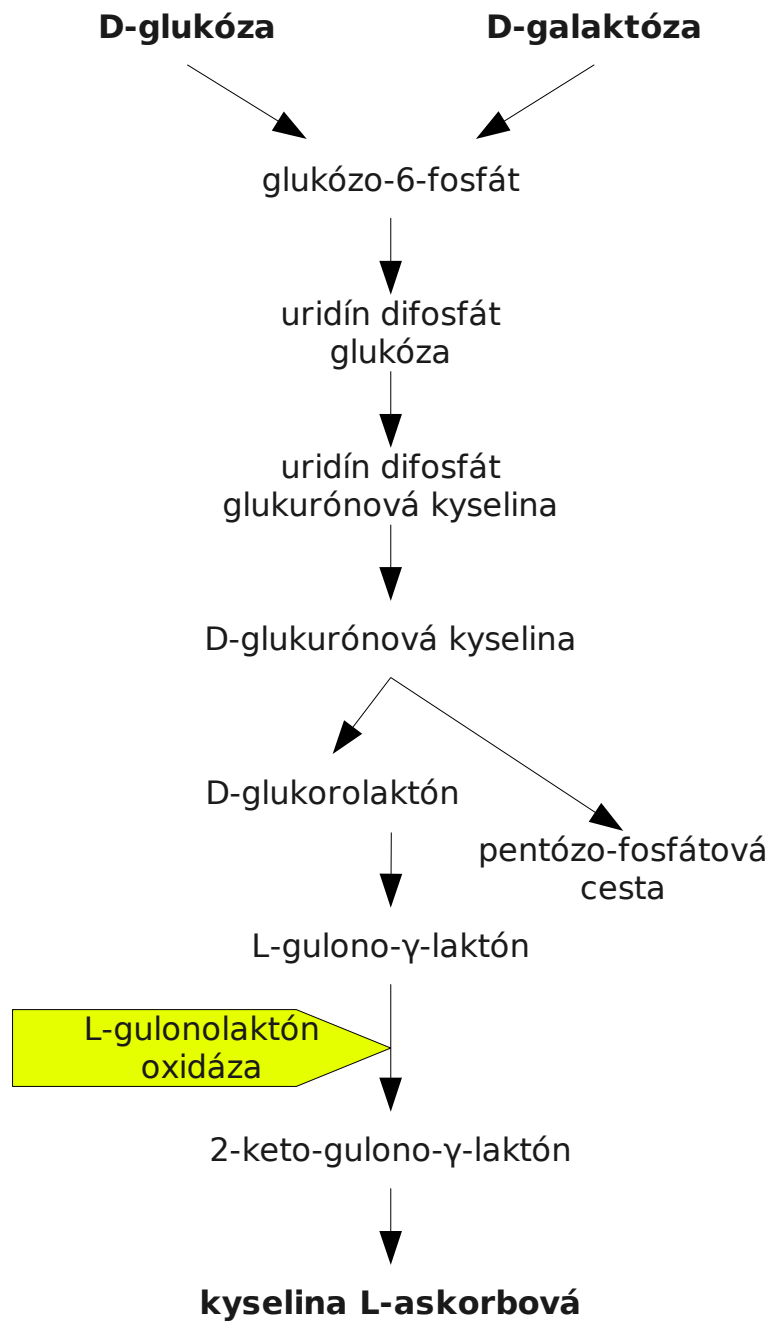 D-glukóza
D-galaktóza
glukózo-6-fosfát
uridín difosfát
glukóza
uridín difosfát
glukurónová kyselina
D-glukurónová kyselina
D-glukorolaktón
pentózo-fosfátová
cesta
L-gulono-γ-laktón
L-gulonolaktón
oxidáza
2-keto-gulono-γ-laktón
kyselina L-askorbová